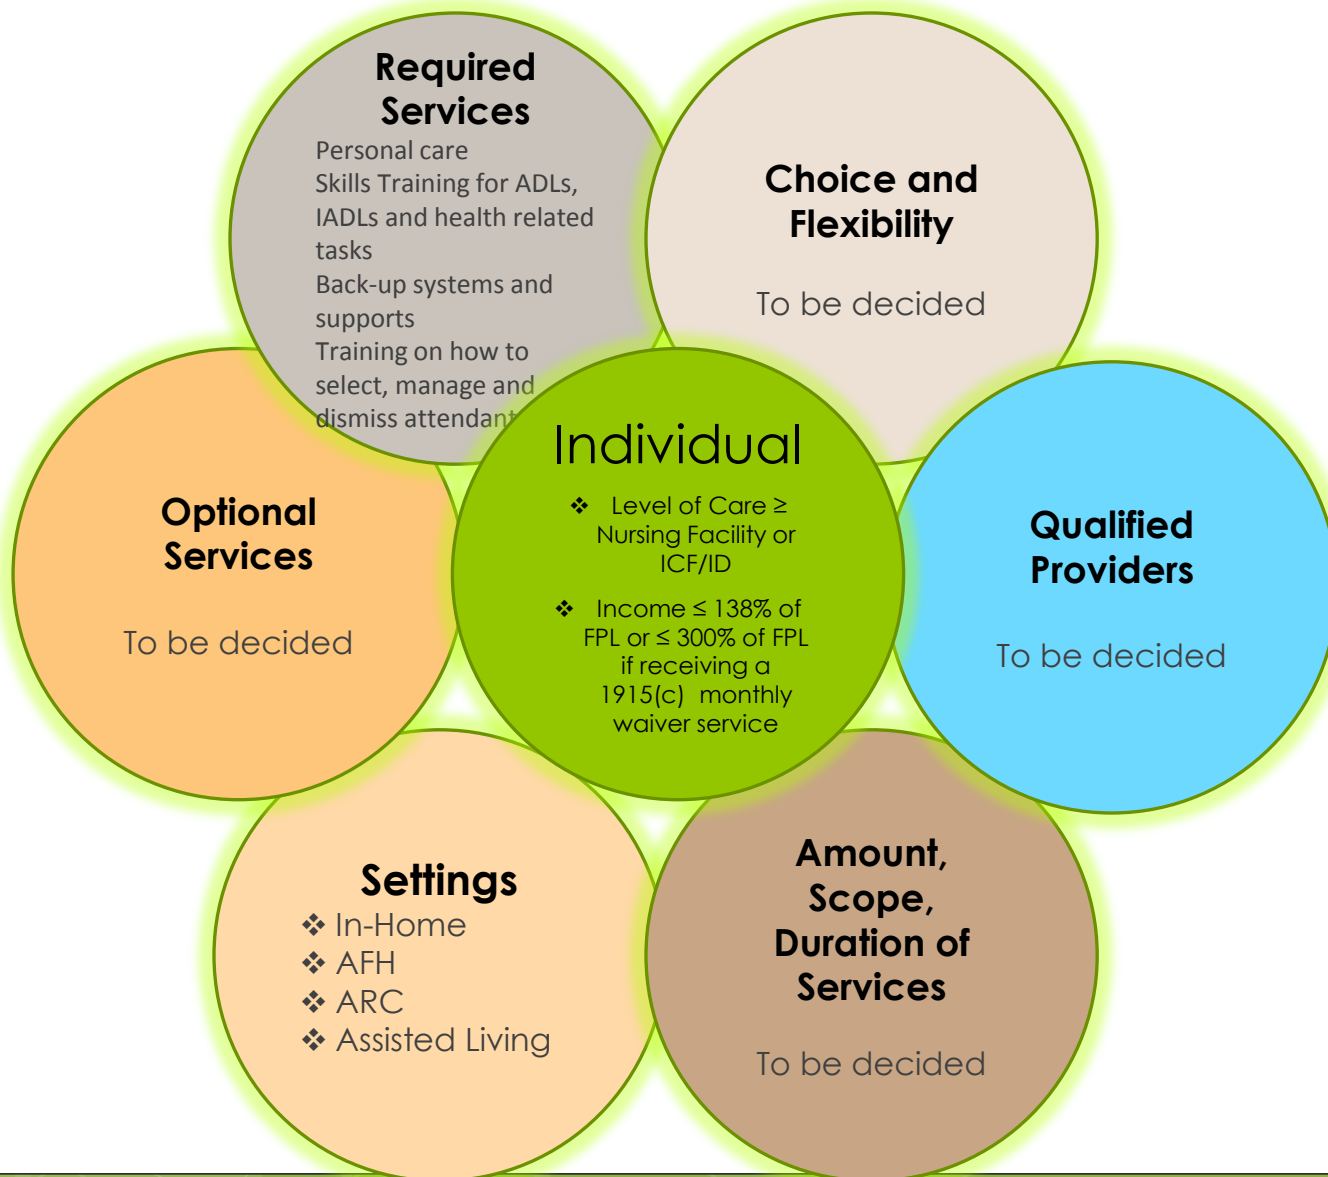 Required
Services
Personal care
Skills Training for ADLs,
IADLs and health related
tasks
Back-up systems and
supports
Training on how to
select, manage and
dismiss attendant
Choice and
Flexibility
To be decided
Optional
Services
To be decided
Individual
❖ Level of Care ≥
Nursing Facility or
ICF/ID
❖ Income ≤ 138% of
FPL or ≤ 300% of FPL
if receiving a
1915(c) monthly
waiver service
Qualified
Providers
To be decided
Settings
❖ In-Home
❖ AFH
❖ ARC
❖ Assisted Living
Amount,
Scope,
Duration of
Services
To be decided